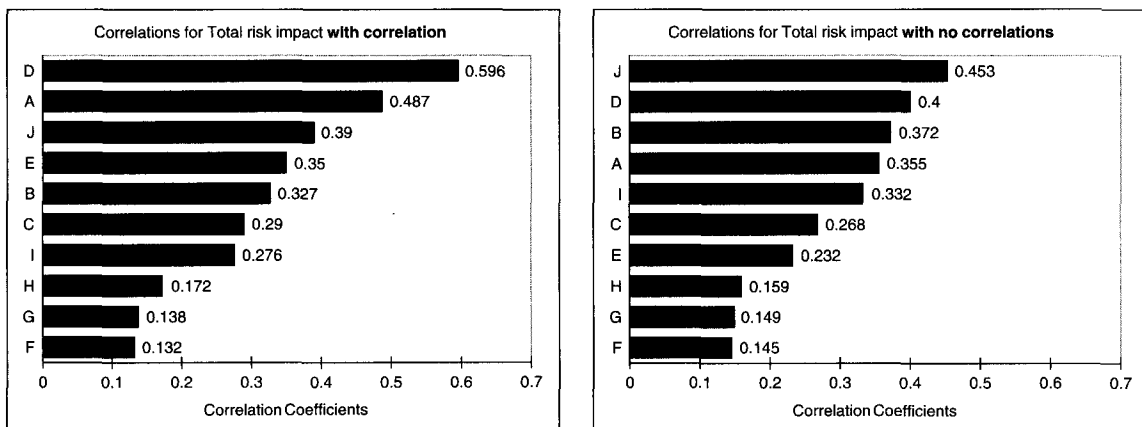 Correlations for Total risk impact with correlation
D 0.596
A 0.487
J 0.39
E 0.35
B 0.327
C 0.29
I 0.276
H 0.172
G 0.138
F 0.132
0 0.1 0.2 0.3 0.4 0.5 0.6 0.7
Correlation Coefficients
Correlations for Total risk impact with no correlations
J 0.453
D 0.4
B 0.372
A 0.355
I 0.332
C 0.268
E 0.232
H 0.159
G 0.149
F 0.145
0 0.1 0.2 0.3 0.4 0.5 0.6 0.7
Correlation Coefficients